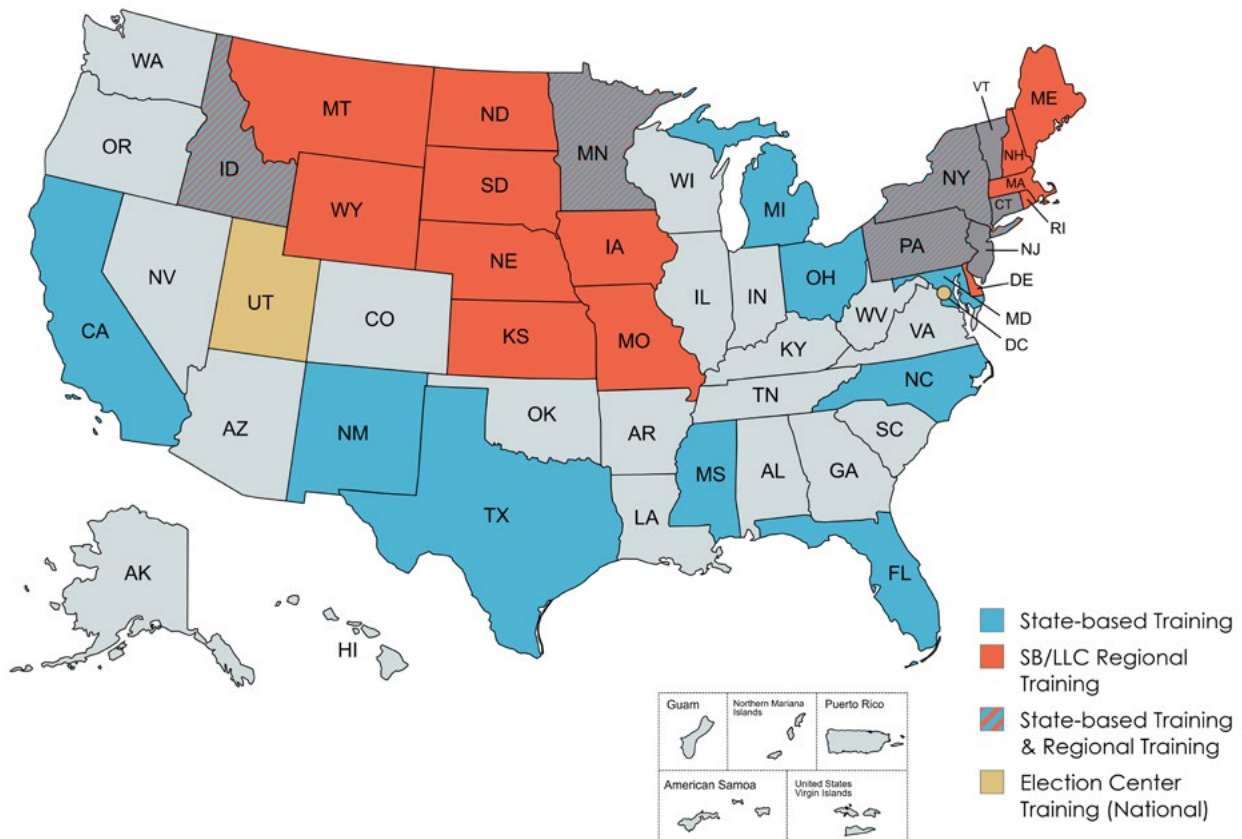 WA
MT
ND
MN
VT
ME
OR
ID
SD
WI
NH
NY
MA
CT
RI
WY
MI
IA
PA
NJ
NE
NV
UT
CO
IL
IN
OH
DE
CA
KS
MO
WV
VA
MD
DC
KY
NC
TN
AZ
NM
OK
AR
SC
MS
AL
GA
TX
LA
FL
AK
HI
State-based Training
SB/LLC Regional
Training
State-based Training
& Regional Training
Election Center
Training (National)
Guam
Northern Mariana
Islands
Puerto Rico
American Samoa
United States
Virgin Islands